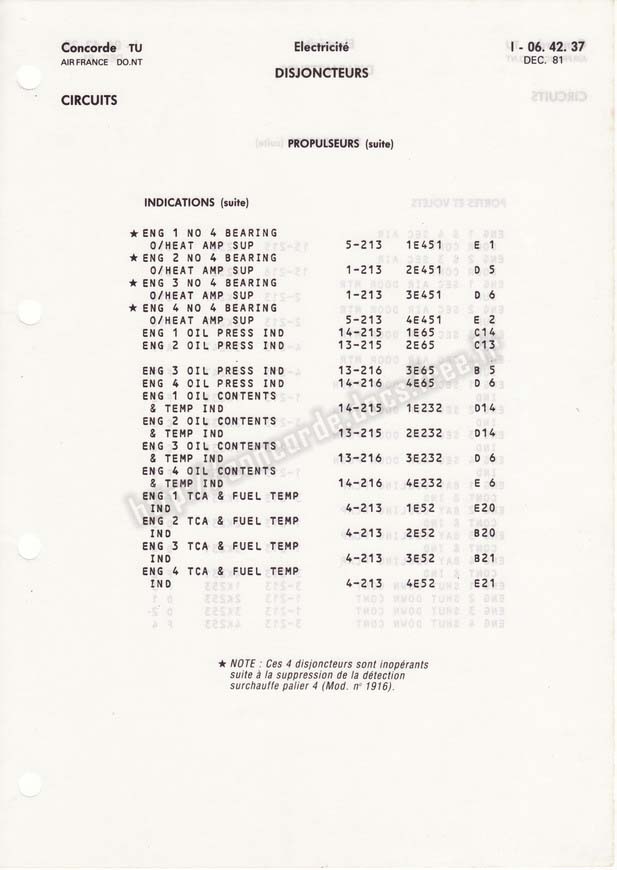 Concorde TU Electricité I - 06. 42. 37
AIR FRANCE DO.NT DISJONCTEURS DEC. 81
CIRCUITS
PROPULSEURS (suite)
INDICATIONS (suite)
★ ENG 1 NO 4 BEARING
O/HEAT AMP SUP 5-213 1E451 E 1
★ ENG 2 NO 4 BEARING
O/HEAT AMP SUP 1-213 2E451 D 5
★ ENG 3 NO 4 BEARING
O/HEAT AMP SUP 1-213 3E451 D 6
★ ENG 4 NO 4 BEARING
O/HEAT AMP SUP 5-213 4E451 E 2
ENG 1 OIL PRESS IND 14-215 1E65 C14
ENG 2 OIL PRESS IND 13-215 2E65 C13
ENG 3 OIL PRESS IND 13-216 3E65 B 5
ENG 4 OIL PRESS IND 14-216 4E65 D 6
ENG 1 OIL CONTENTS
& TEMP IND 14-215 1E232 D14
ENG 2 OIL CONTENTS
& TEMP IND 13-215 2E232 D14
ENG 3 OIL CONTENTS
& TEMP IND 13-216 3E232 D 6
ENG 4 OIL CONTENTS
& TEMP IND 14-216 4E232 E 6
ENG 1 TCA & FUEL TEMP
IND 4-213 1E52 E20
ENG 2 TCA & FUEL TEMP
IND 4-213 2E52 B20
ENG 3 TCA & FUEL TEMP
IND 4-213 3E52 B21
ENG 4 TCA & FUEL TEMP
IND 4-213 4E52 E21
★ NOTE : Ces 4 disjoncteurs sont inopérants
suite à la suppression de la détection
surchauffe palier 4 (Mod. n° 1916).
http://concorde.docs.free.fr